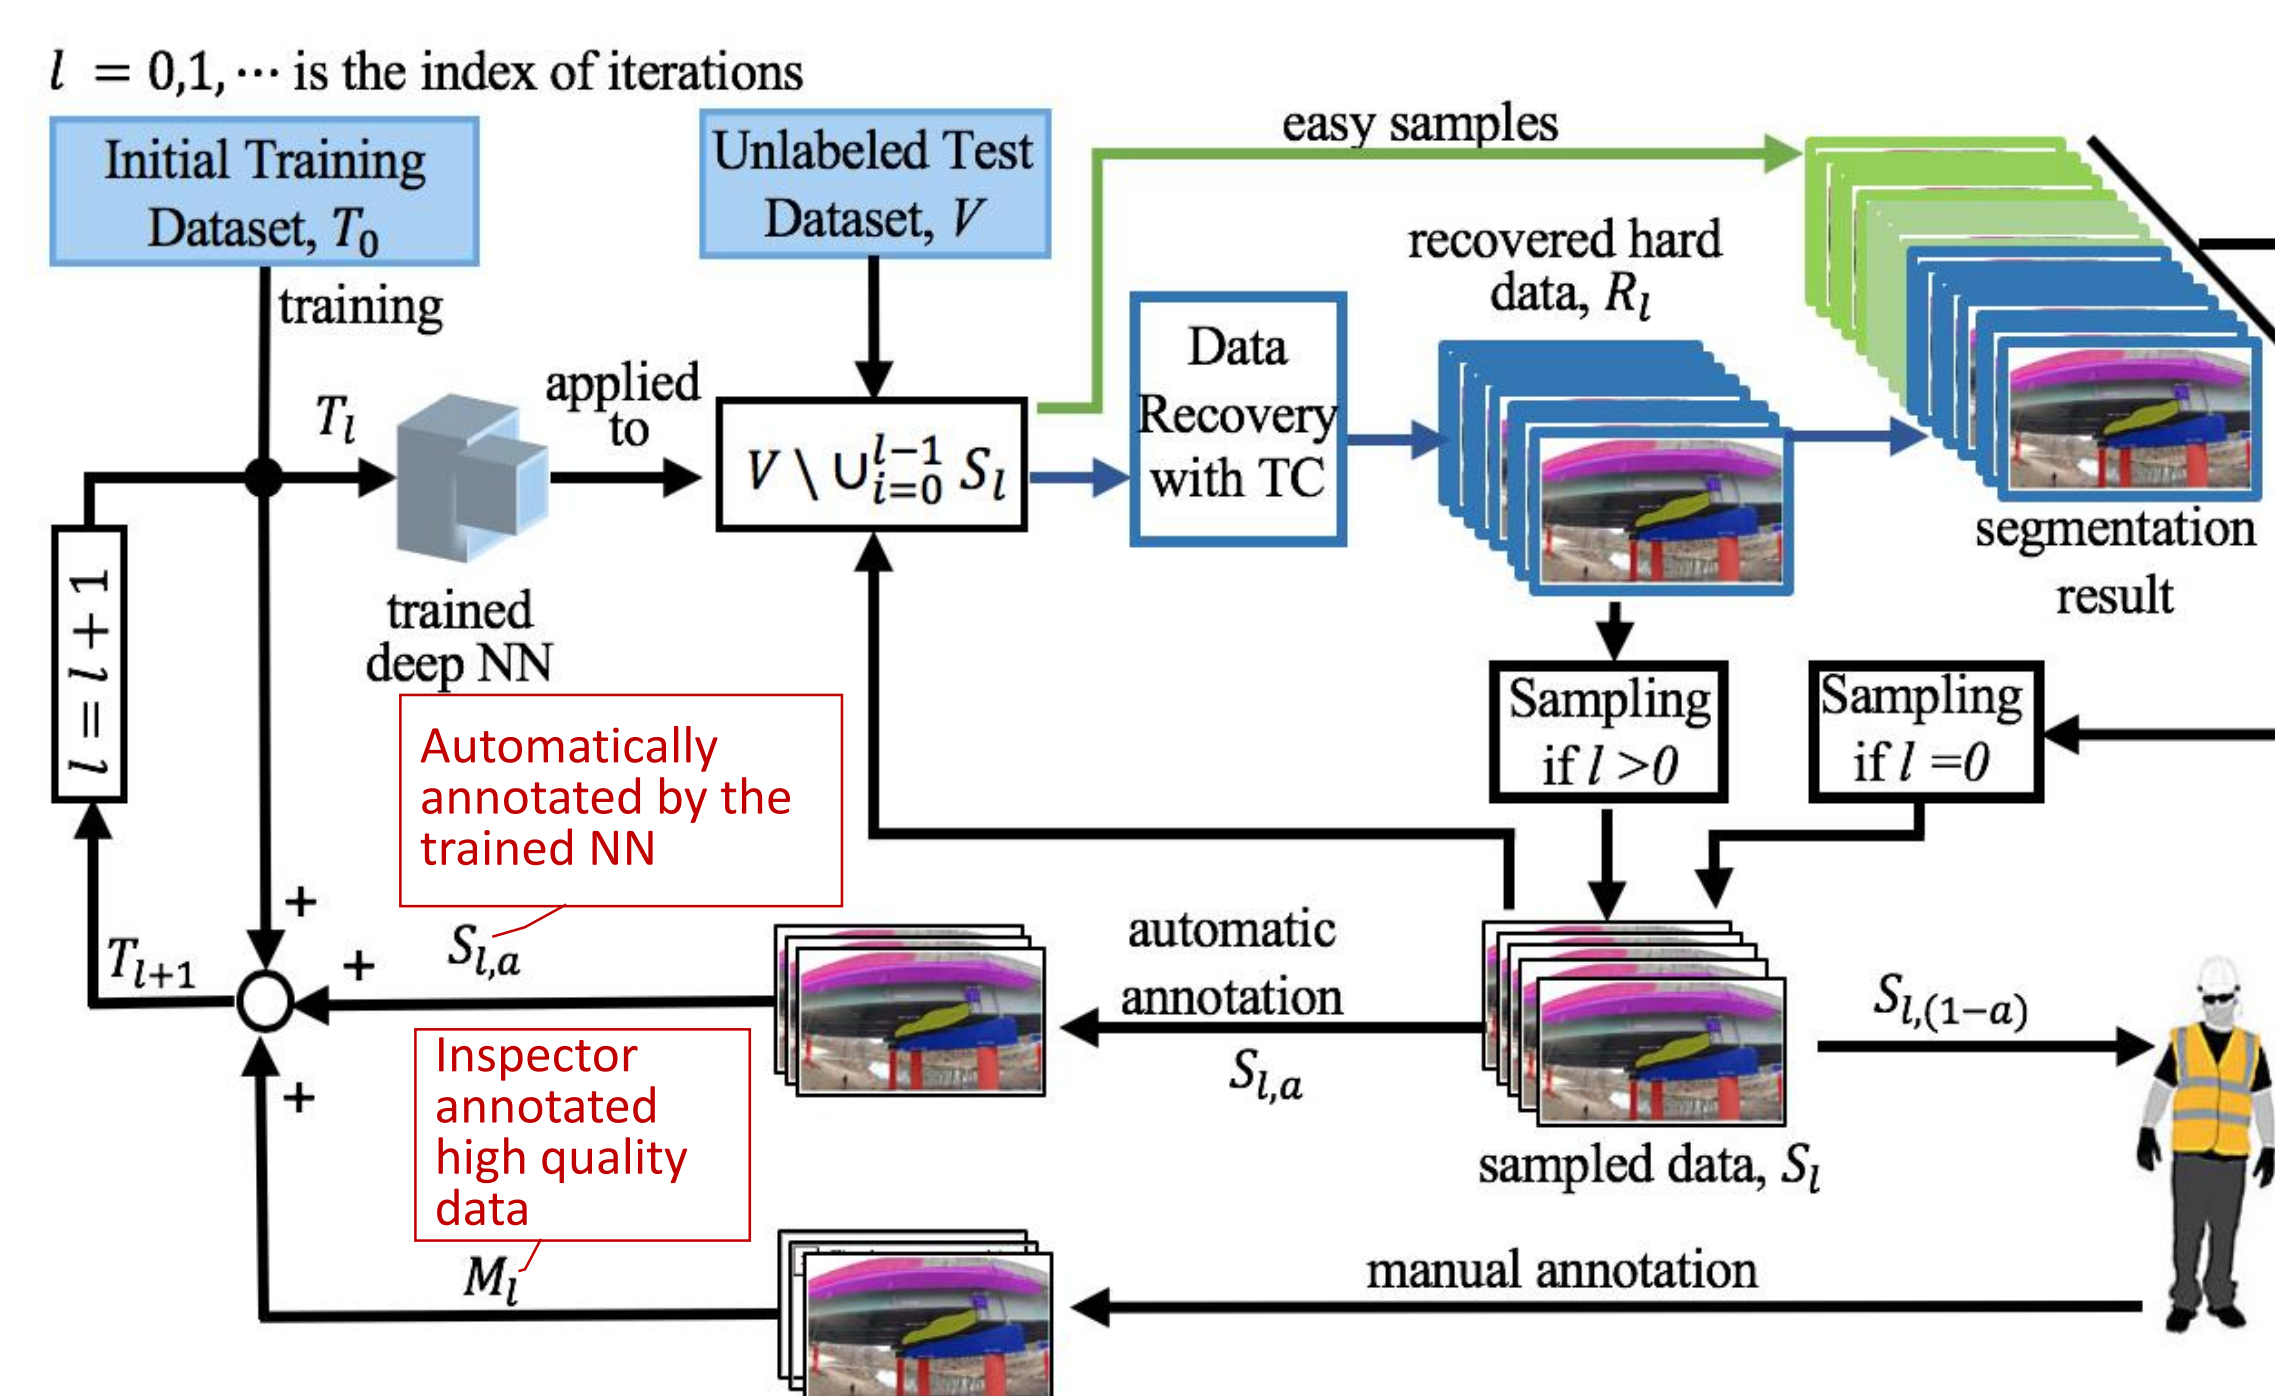 l = 0,1,⋯ is the index of iterations
Initial Training
Dataset, T₀
Unlabeled Test
Dataset, V
easy samples
training
recovered hard
data, Rₗ
Tₗ
applied
to
V \ ∪ᵢ₌₀ˡ⁻¹ Sₗ
Data
Recovery
with TC
segmentation
result
trained
deep NN
l = l + 1
Sampling
if l >0
Sampling
if l =0
Automatically
annotated by the
trained NN
+
+
Sₗ,ₐ
Tₗ₊₁
automatic
annotation
Sₗ,ₐ
Sₗ,₍₁₋ₐ₎
sampled data, Sₗ
+
Inspector
annotated
high quality
data
Mₗ
manual annotation